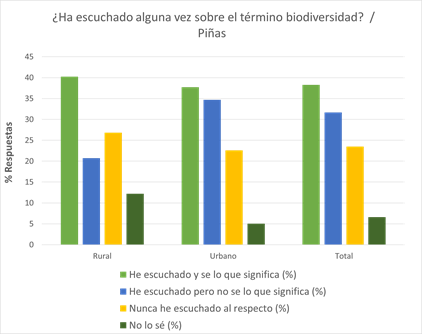 ¿Ha escuchado alguna vez sobre el término biodiversidad? /
Piñas
% Respuestas
45
40
35
30
25
20
15
10
5
0
Rural
Urbano
Total
He escuchado y se lo que significa (%)
He escuchado pero no se lo que significa (%)
Nunca he escuchado al respecto (%)
No lo sé (%)